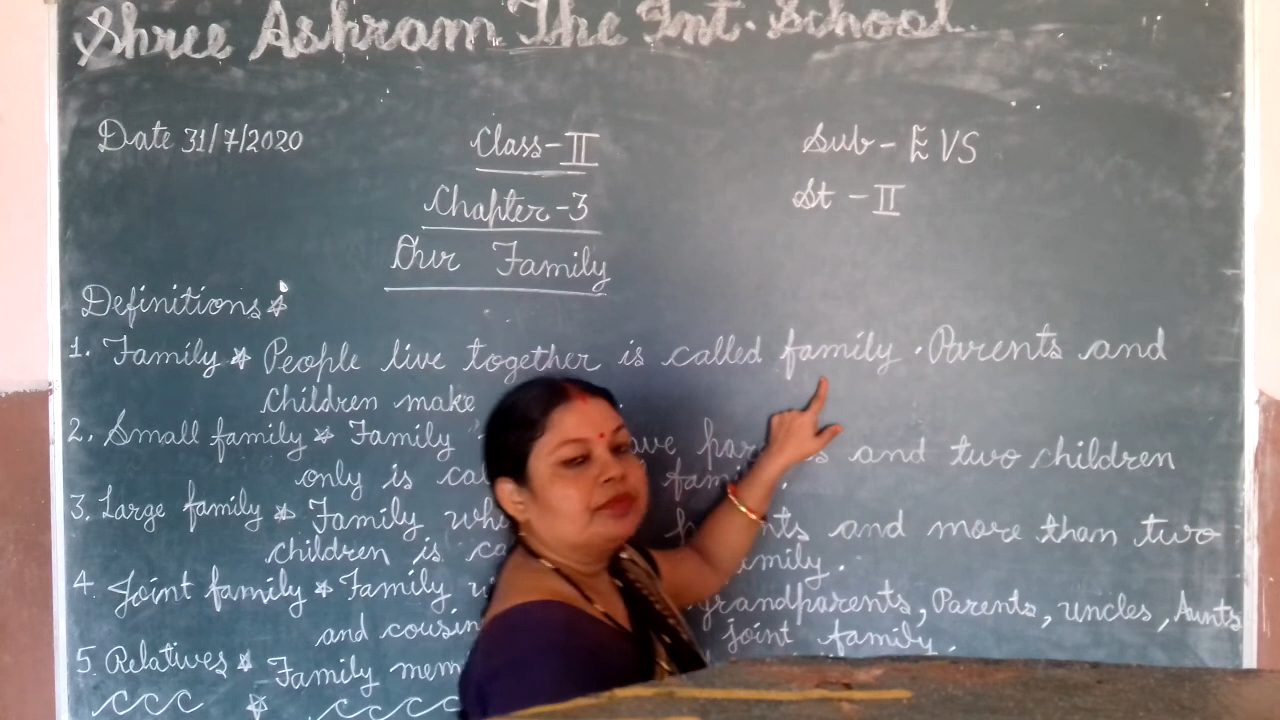 Shree Ashram The Int. School.
Date 31/7/2020
Class-II
Sub - EVS
Chapter-3
St - II
Our Family
Definitions
1. Family * People live together is called family. Parents and
Children make
2. Small family * Family have parents and two children
only is family.
3. Large family * Family parents and more than two
children is family.
4. Joint family * Family grandparents, Parents, uncles, Aunts
and joint family.
5. Relatives * Family